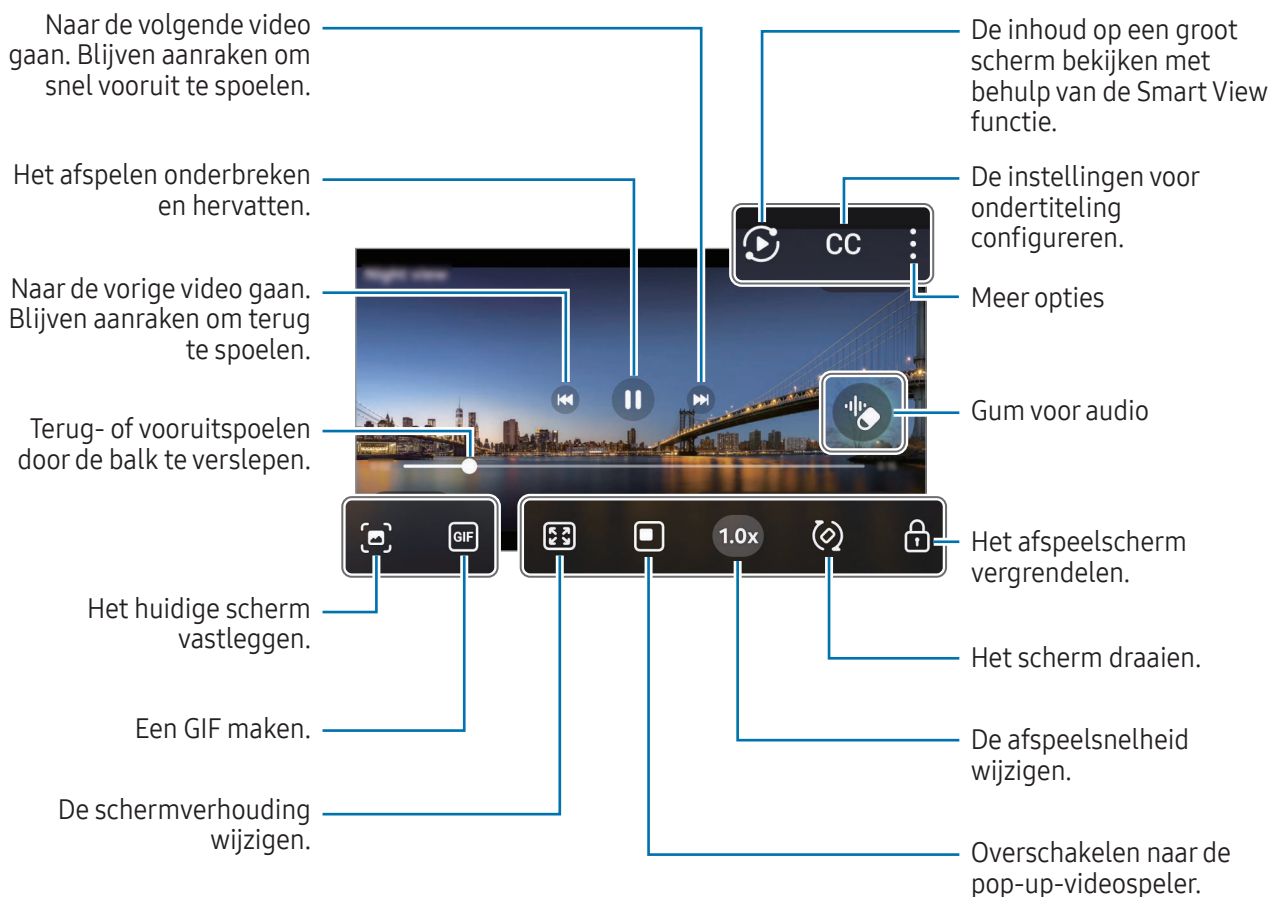 Naar de volgende video
gaan. Blijven aanraken om
snel vooruit te spoelen.
Het afspelen onderbreken
en hervatten.
Naar de vorige video gaan.
Blijven aanraken om terug
te spoelen.
Terug- of vooruitspoelen
door de balk te verslepen.
Het huidige scherm
vastleggen.
Een GIF maken.
De schermverhouding
wijzigen.
CC
Night view
GIF
1.0x
De inhoud op een groot
scherm bekijken met
behulp van de Smart View
functie.
De instellingen voor
ondertiteling
configureren.
Meer opties
Gum voor audio
Het afspeelscherm
vergrendelen.
Het scherm draaien.
De afspeelsnelheid
wijzigen.
Overschakelen naar de
pop-up-videospeler.